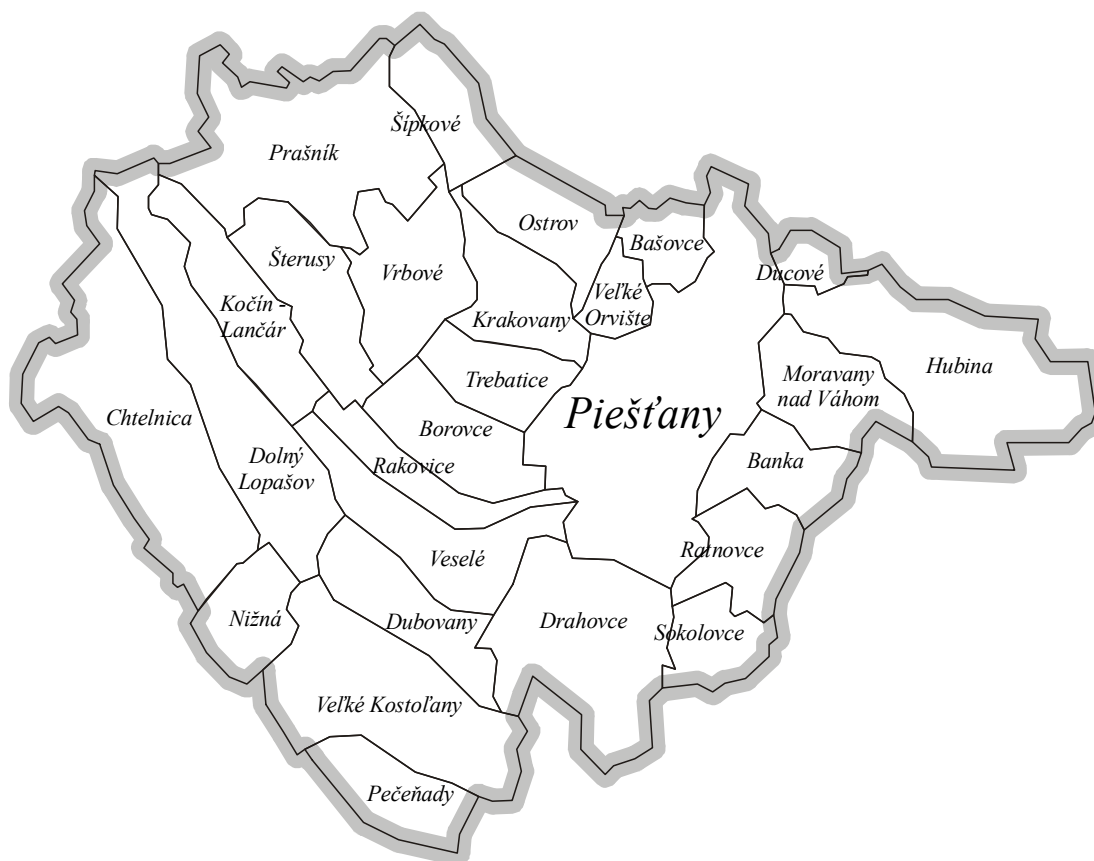 Šípkové
Prašník
Ostrov
Bašovce
Šterusy
Vrbové
Ducové
Veľké
Orvište
Kočín -
Lančár
Krakovany
Hubina
Trebatice
Moravany
nad Váhom
Piešťany
Chtelnica
Borovce
Dolný
Lopašov
Rakovice
Banka
Ratnovce
Veselé
Nižná
Dubovany
Drahovce
Sokolovce
Veľké Kostoľany
Pečeňady